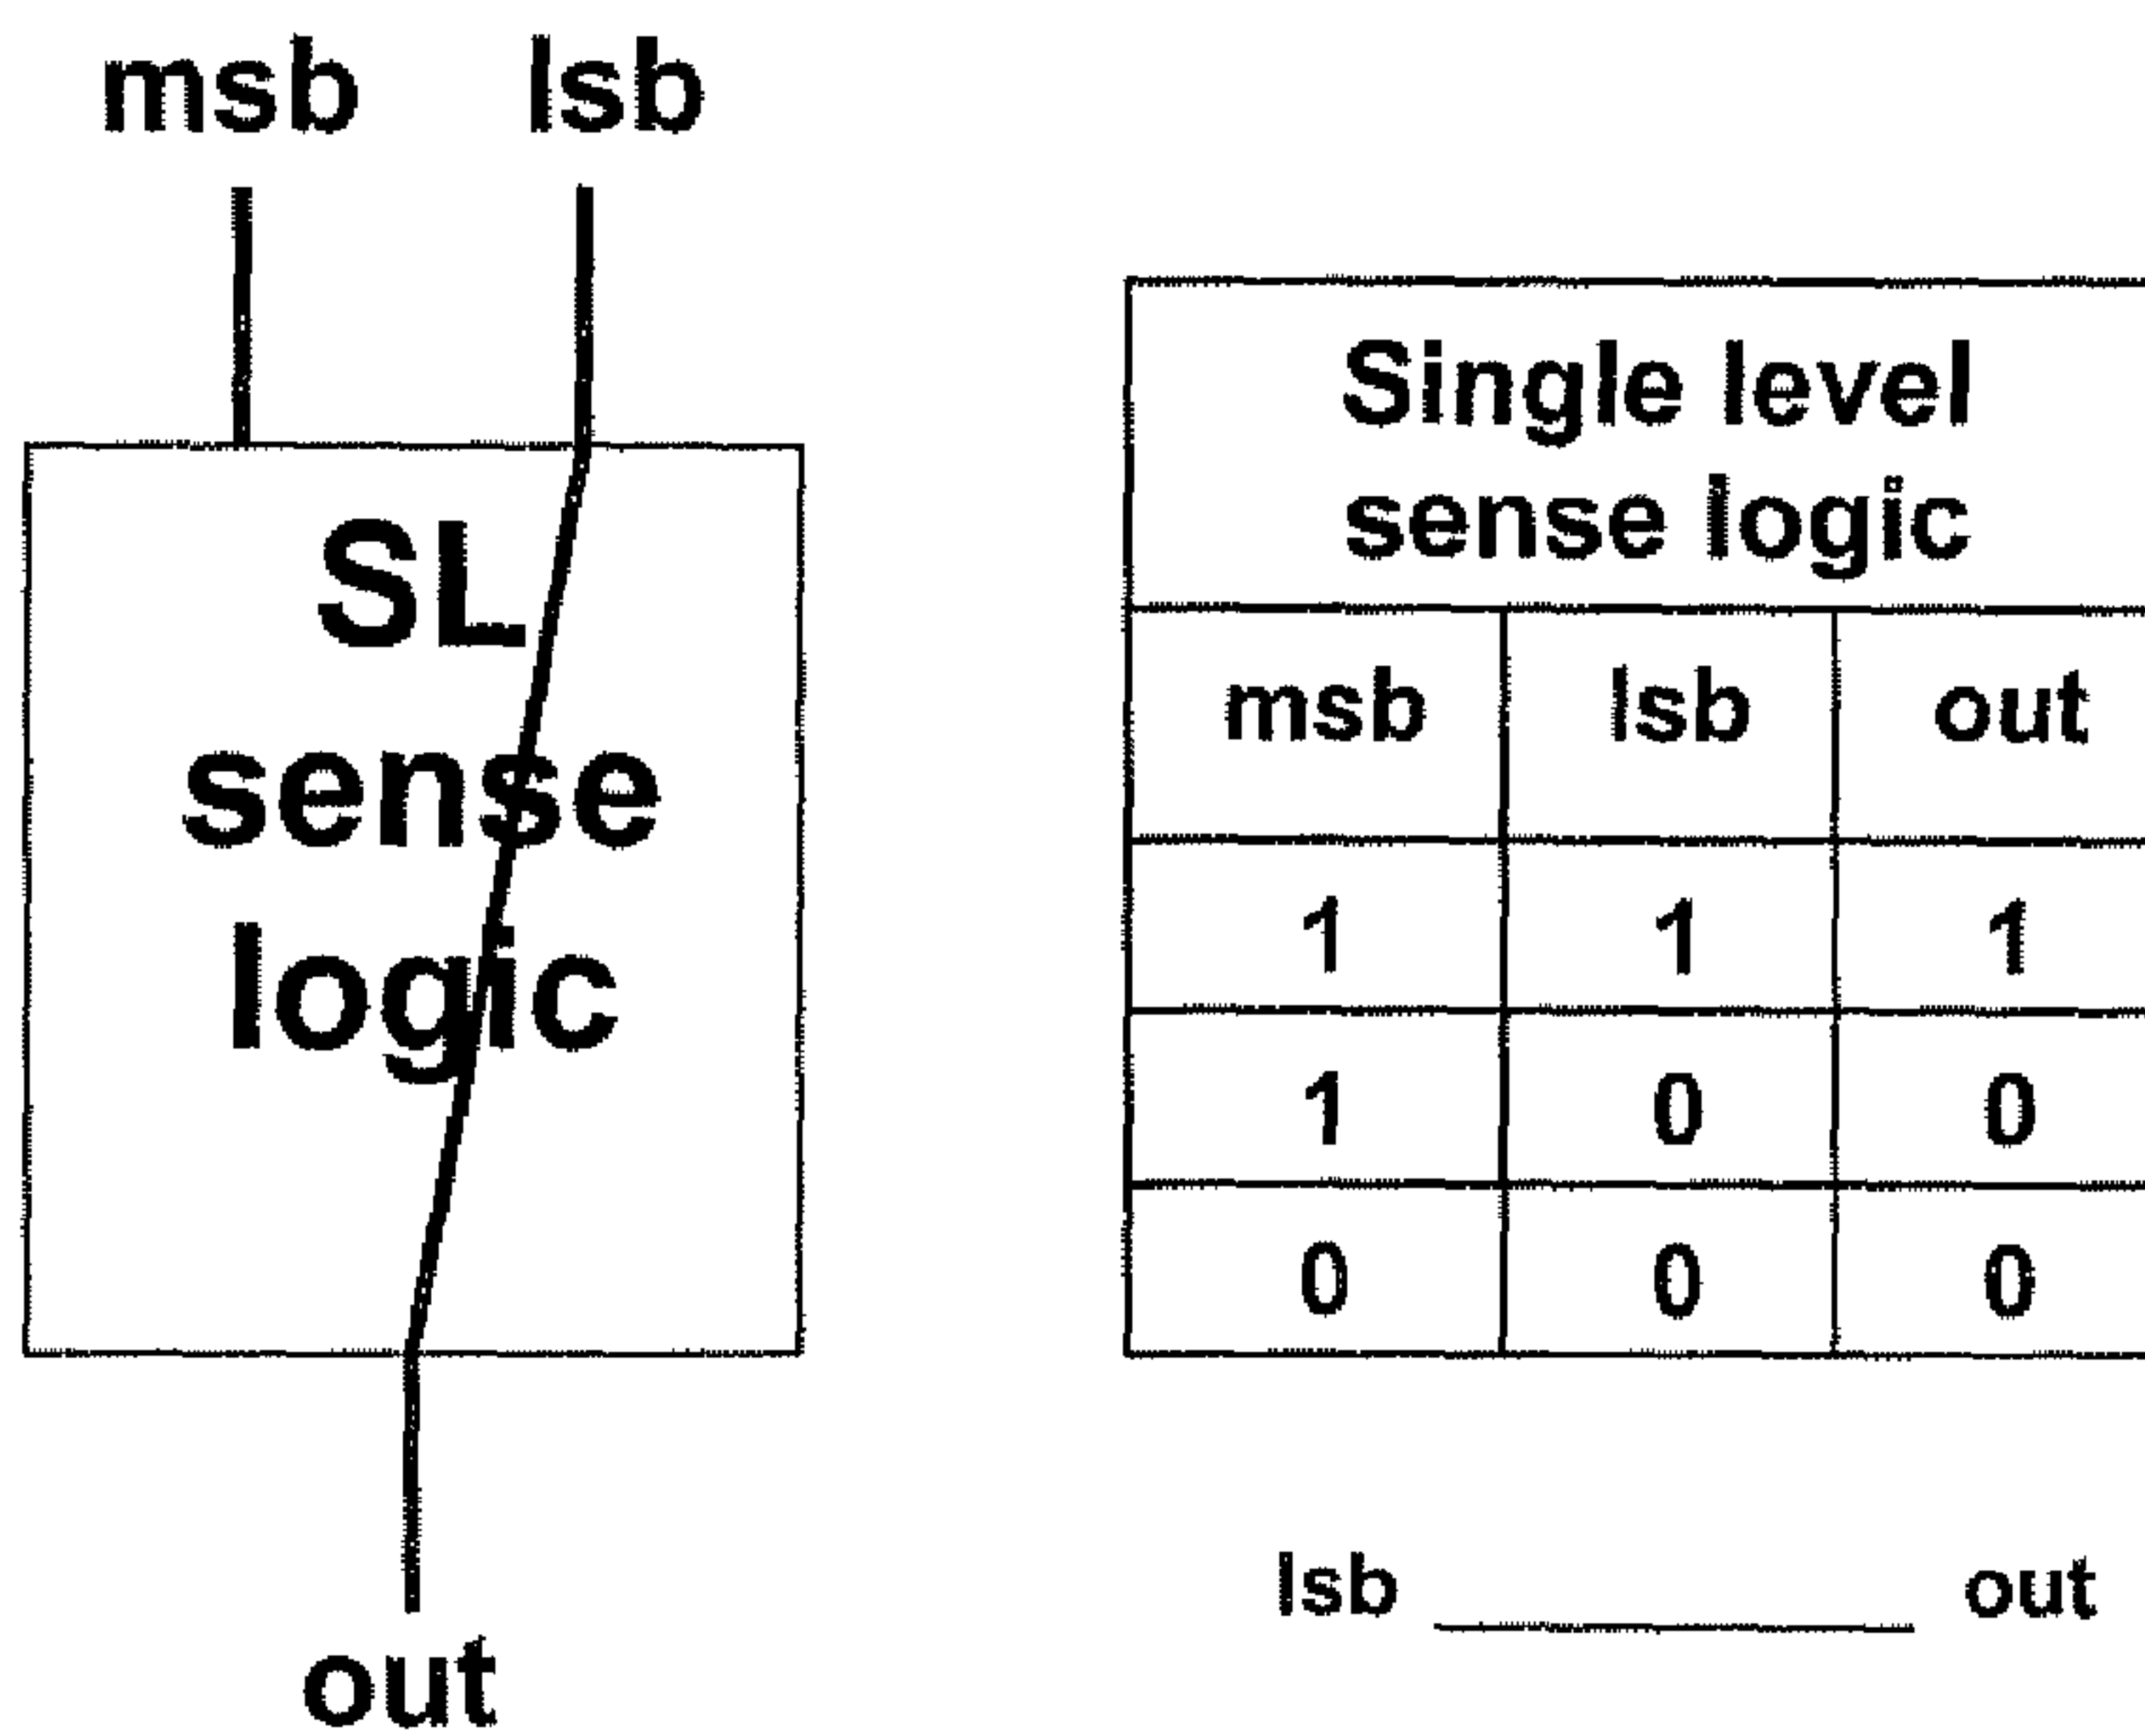 msb lsb
SL
sense
logic
out
Single level
sense logic
msb lsb out
1 1 1
1 0 0
0 0 0
lsb out